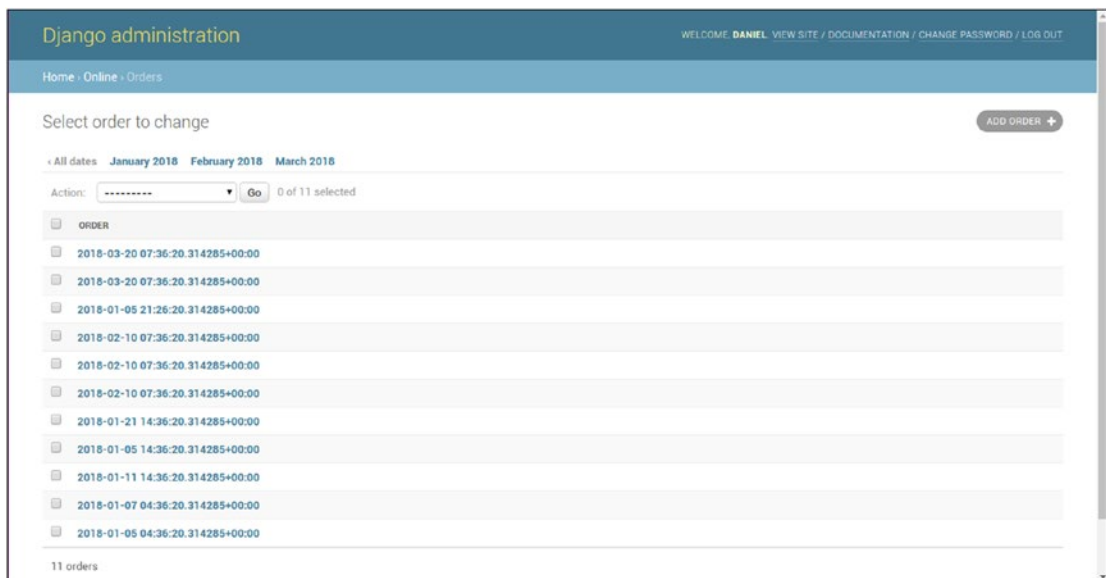 Django administration
WELCOME, DANIEL. VIEW SITE / DOCUMENTATION / CHANGE PASSWORD / LOG OUT
Home › Online › Orders
Select order to change
ADD ORDER +
‹ All dates January 2018 February 2018 March 2018
Action: --------- Go 0 of 11 selected
ORDER
2018-03-20 07:36:20.314285+00:00
2018-03-20 07:36:20.314285+00:00
2018-01-05 21:26:20.314285+00:00
2018-02-10 07:36:20.314285+00:00
2018-02-10 07:36:20.314285+00:00
2018-02-10 07:36:20.314285+00:00
2018-01-21 14:36:20.314285+00:00
2018-01-05 14:36:20.314285+00:00
2018-01-11 14:36:20.314285+00:00
2018-01-07 04:36:20.314285+00:00
2018-01-05 04:36:20.314285+00:00
11 orders